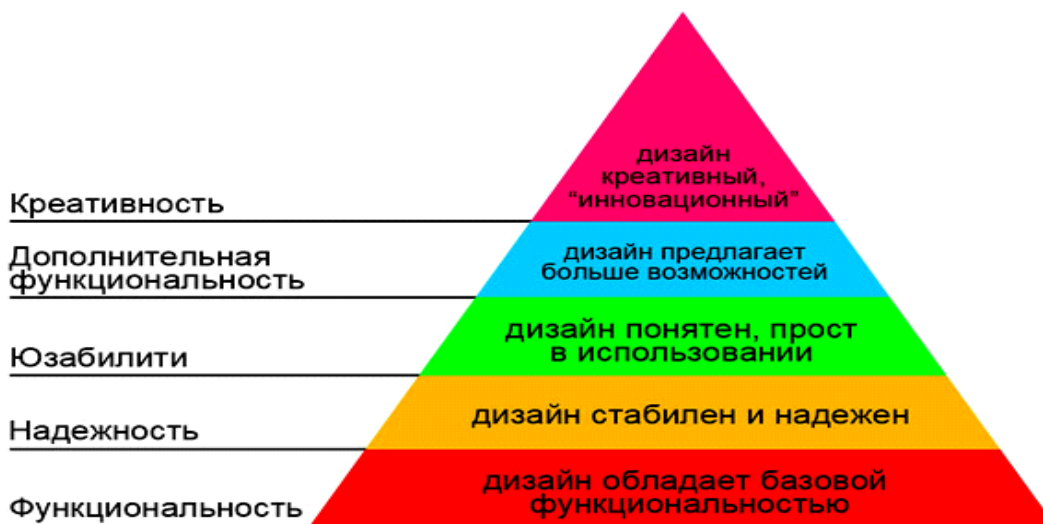 дизайн
креативный,
“инновационный”
Креативность
дизайн предлагает
больше возможностей
Дополнительная
функциональность
дизайн понятен, прост
в использовании
Юзабилити
дизайн стабилен и надежен
Надежность
дизайн обладает базовой
функциональностью
Функциональность